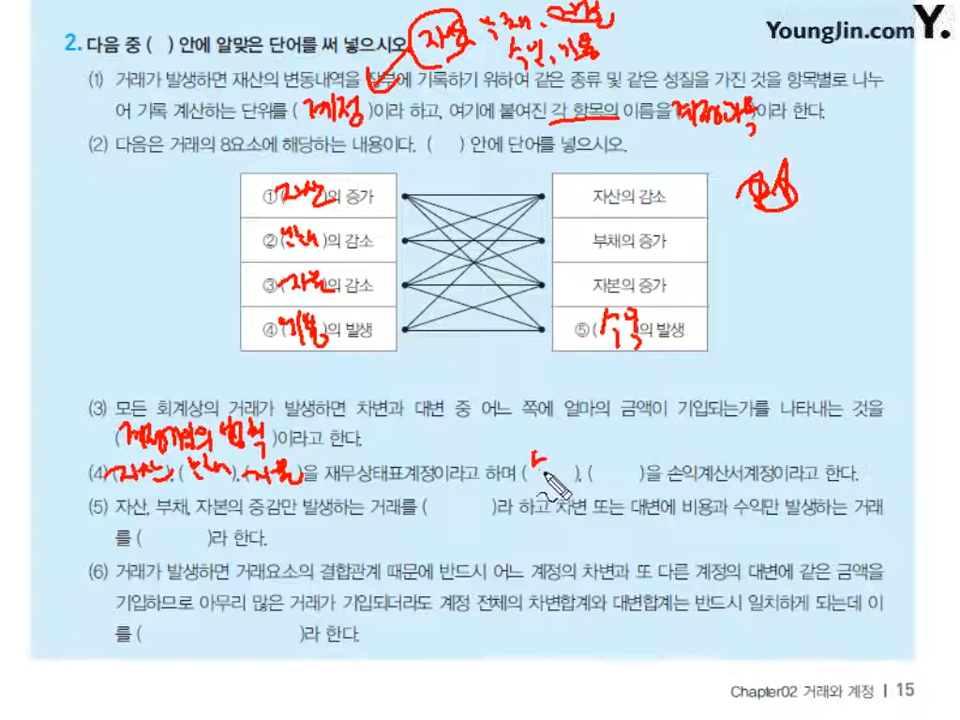 YoungJin.com Y.
자본 부채, 자본
수익, 비용
2. 다음 중 ( ) 안에 알맞은 단어를 써 넣으시오
(1) 거래가 발생하면 재산의 변동내역을 장부에 기록하기 위하여 같은 종류 및 같은 성질을 가진 것을 항목별로 나누
어 기록 계산하는 단위를 ( 계정 )이라 하고, 여기에 붙여진 각 항목의 이름을 (계정과목)이라 한다.
(2) 다음은 거래의 8요소에 해당하는 내용이다. ( ) 안에 단어를 넣으시오.
①(자산)의 증가 자산의 감소
②(부채)의 감소 부채의 증가
③(자본)의 감소 자본의 증가
④(비용)의 발생 ⑤(수익)의 발생
(3) 모든 회계상의 거래가 발생하면 차변과 대변 중 어느 쪽에 얼마의 금액이 기입되는가를 나타내는 것을
(계정기입의 법칙 )이라고 한다.
(4) (자산), (부채), (자본)을 재무상태표계정이라고 하며 ( ), ( )을 손익계산서계정이라고 한다.
(5) 자산, 부채, 자본의 증감만 발생하는 거래를 ( )라 하고 차변 또는 대변에 비용과 수익만 발생하는 거래
를 ( )라 한다.
(6) 거래가 발생하면 거래요소의 결합관계 때문에 반드시 어느 계정의 차변과 또 다른 계정의 대변에 같은 금액을
기입하므로 아무리 많은 거래가 기입되더라도 계정 전체의 차변합계와 대변합계는 반드시 일치하게 되는데 이
를 ( )라 한다.
Chapter02 거래와 계정 | 15